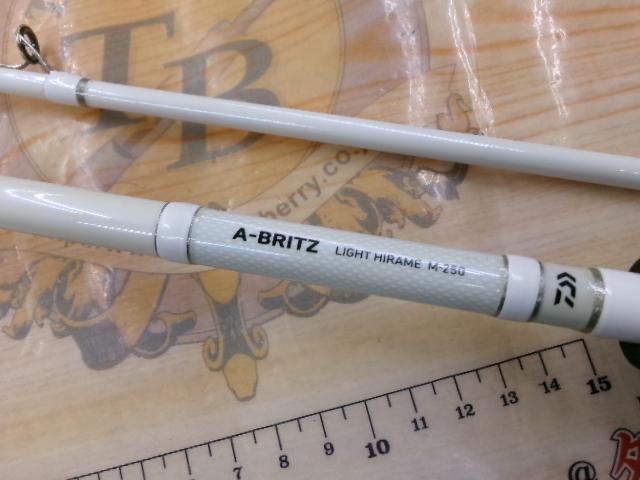 TB
berry.co.
A-BRITZ LIGHT HIRAME M-250
7 8 9 10 11 12 13 14 15
@